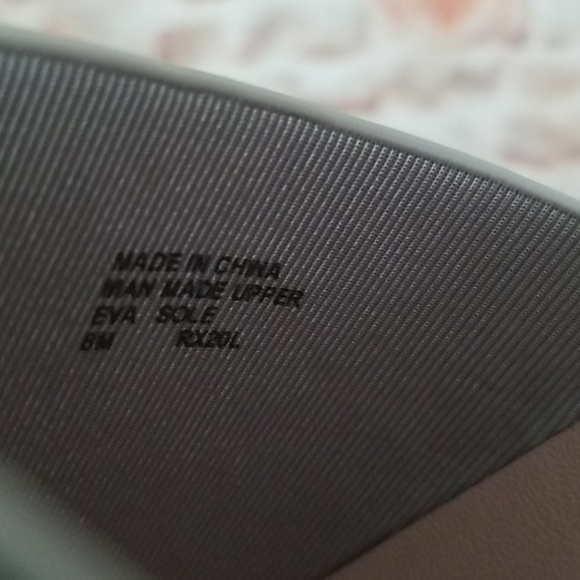 MADE IN CHINA
MAN MADE UPPER
EVA SOLE
8M RX20L